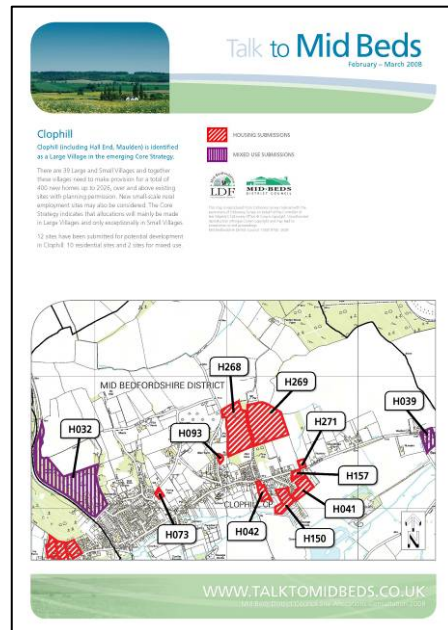 Talk to Mid Beds
February – March 2008
Clophill
Clophill (including Hall End, Maulden) is identified
as a Large Village in the emerging Core Strategy.
There are 39 Large and Small Villages and together
these villages need to make provision for a total of
400 new homes up to 2026, over and above existing
sites with planning permission. New small-scale rural
employment sites may also be considered. The Core
Strategy indicates that allocations will mainly be made
in Large Villages and only exceptionally in Small Villages.
12 sites have been submitted for potential development
in Clophill. 10 residential sites and 2 sites for mixed use.
HOUSING SUBMISSIONS
MIXED USE SUBMISSIONS
LDF
MID-BEDS
DISTRICT COUNCIL
MID BEDFORDSHIRE DISTRICT
H268
H269
H039
H032
H093
H271
H157
CLOPHILL CP
H041
H073
H042
H150
N
WWW.TALKTOMIDBEDS.CO.UK